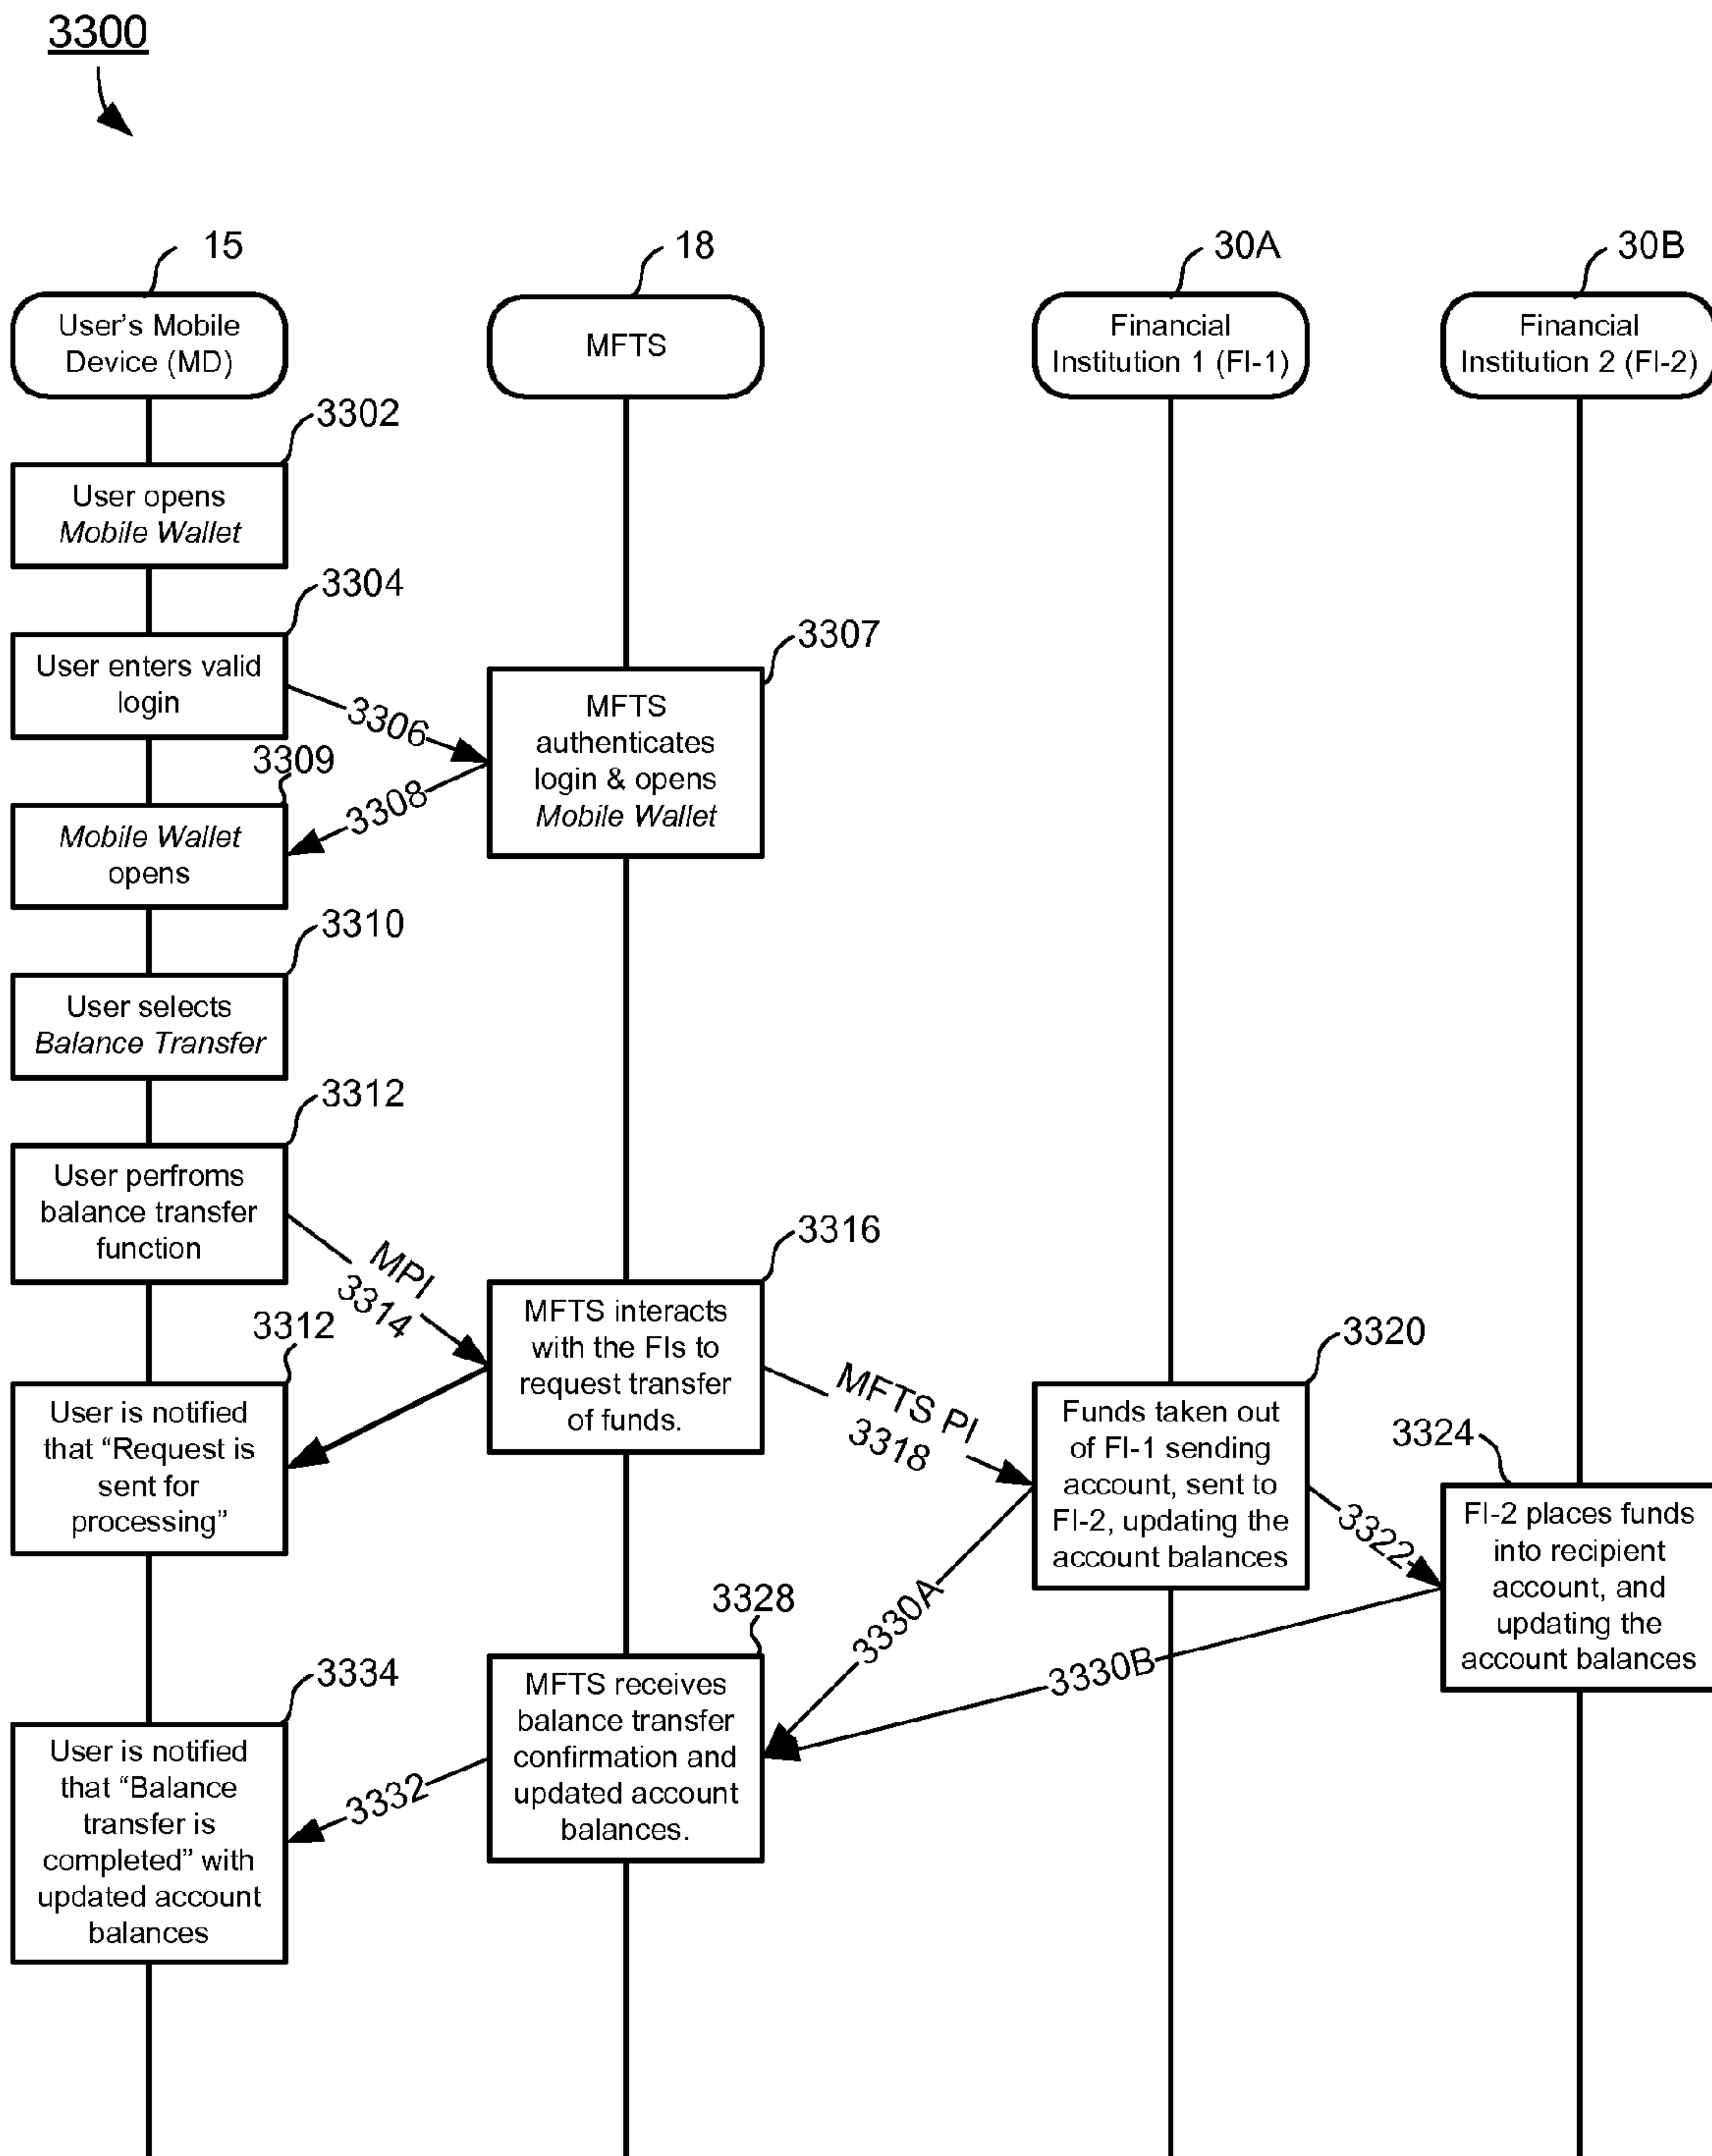 3300
15
18
30A
30B
User's Mobile
Device (MD)
MFTS
Financial
Institution 1 (FI-1)
Financial
Institution 2 (FI-2)
3302
User opens
Mobile Wallet
3304
User enters valid
login
3306
3307
MFTS
authenticates
login & opens
Mobile Wallet
3308
3309
Mobile Wallet
opens
3310
User selects
Balance Transfer
3312
User perfroms
balance transfer
function
MPI
3314
3316
MFTS interacts
with the FIs to
request transfer
of funds.
3312
User is notified
that “Request is
sent for
processing”
MFTS PI
3318
3320
Funds taken out
of FI-1 sending
account, sent to
FI-2, updating the
account balances
3322
3324
FI-2 places funds
into recipient
account, and
updating the
account balances
3330A
3330B
3328
MFTS receives
balance transfer
confirmation and
updated account
balances.
3332
3334
User is notified
that “Balance
transfer is
completed” with
updated account
balances